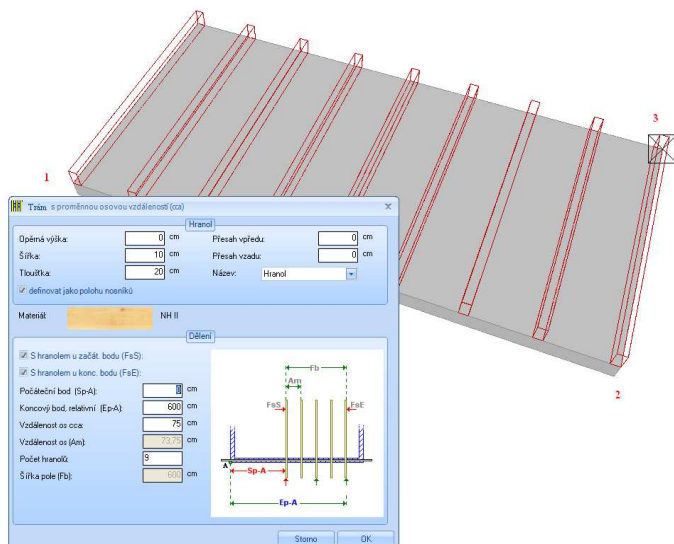 3
1
Trám s proměnnou osovou vzdáleností (cca)
Hranol
Opěrná výška: 0 cm Přesah vpředu: 0 cm
Šířka: 10 cm Přesah vzadu: 0 cm
Tloušťka: 20 cm Název: Hranol
definovat jako polohu nosníků
Materiál: NH II
Dělení
S hranolem u začát. bodu (FsS):
S hranolem u konc. bodu (FsE):
Počáteční bod (Sp-A): 0 cm
Koncový bod, relativní (Ep-A): 600 cm
Vzdálenost os cca: 75 cm
Vzdálenost os (Am): 73,75 cm
Počet hranolů: 9
Šířka pole (Fb): 600 cm
Fb
Am
FsS FsE
A
Sp-A
Ep-A
2
Storno OK